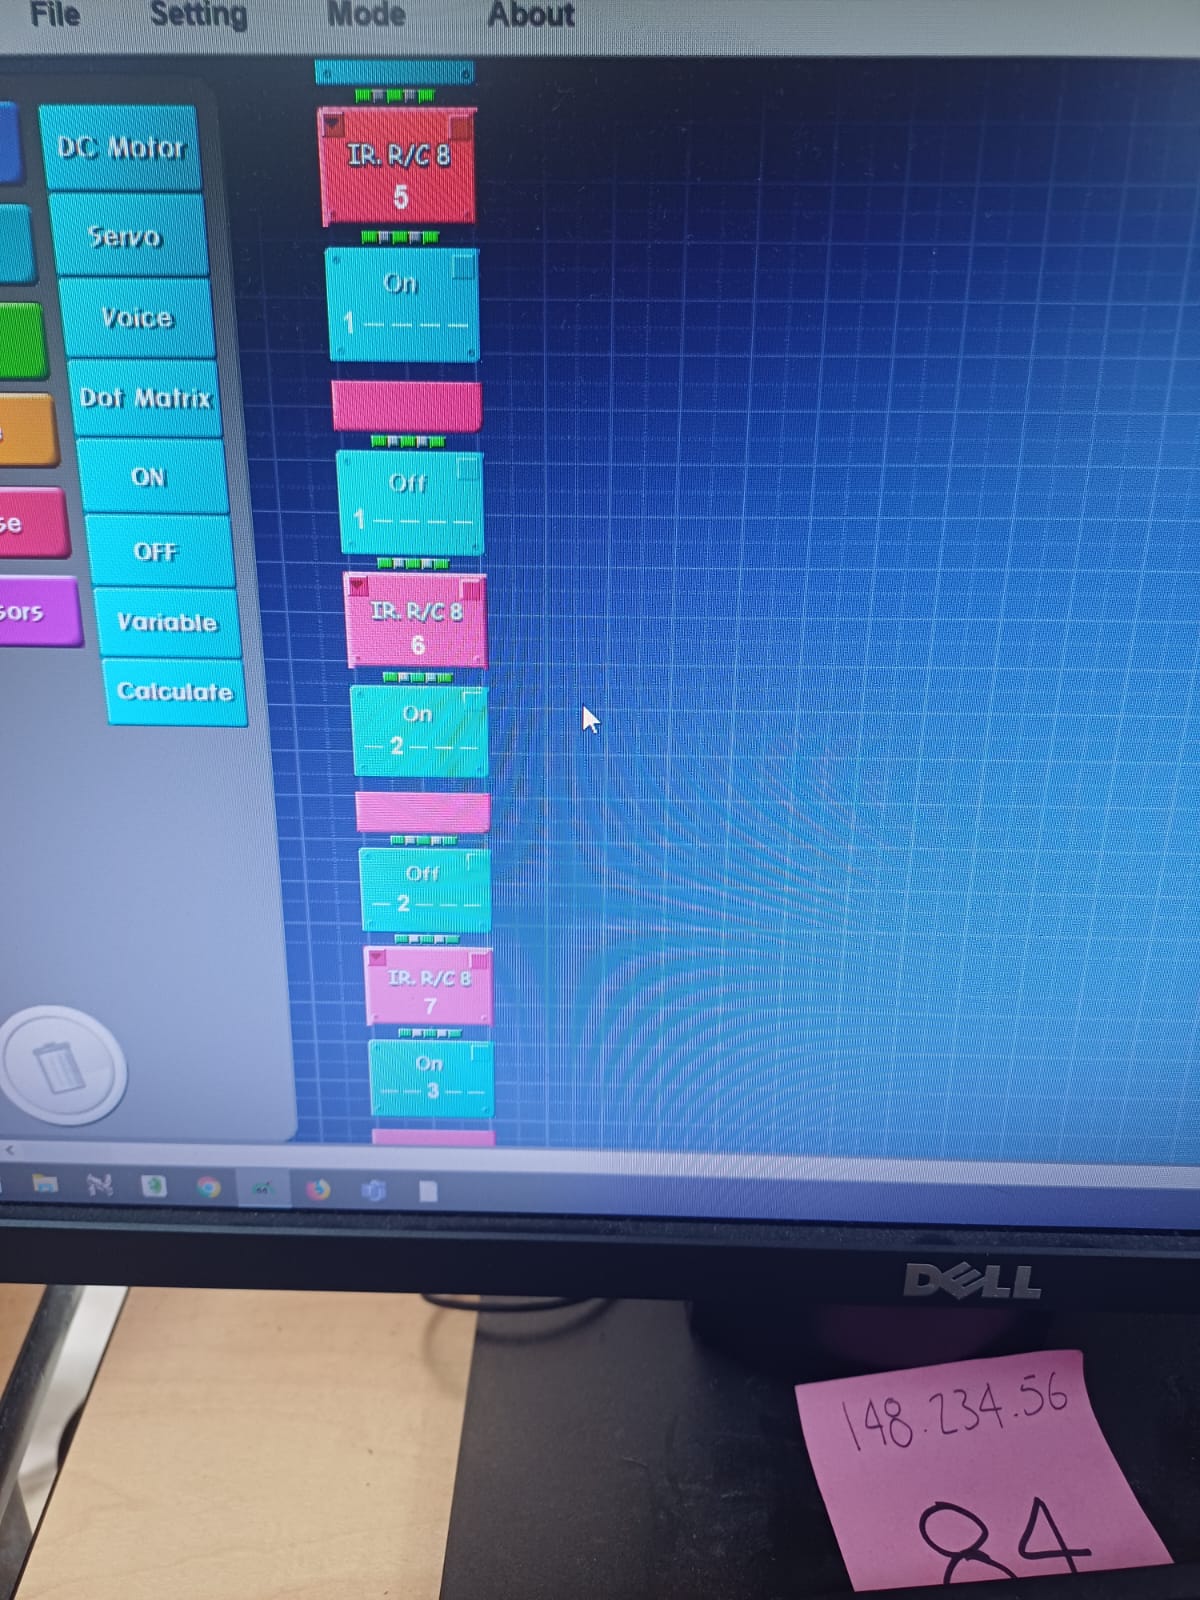 File Setting Mode About
DC Motor
Servo
Voice
Dot Matrix
ON
OFF
Variable
Calculate
se
sors
IR. R/C 8
5
On
1 — — — —
Off
1 — — — —
IR. R/C 8
6
On
— 2 — — —
Off
— 2 — — —
IR. R/C 8
7
On
— — 3 — —
DELL
148.234.56
84